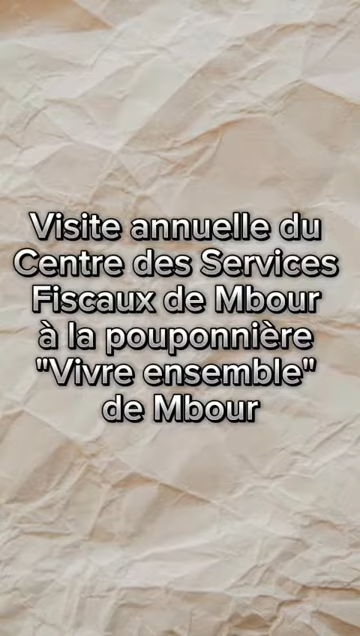 Visite annuelle du
Centre des Services
Fiscaux de Mbour
à la pouponnière
"Vivre ensemble"
de Mbour